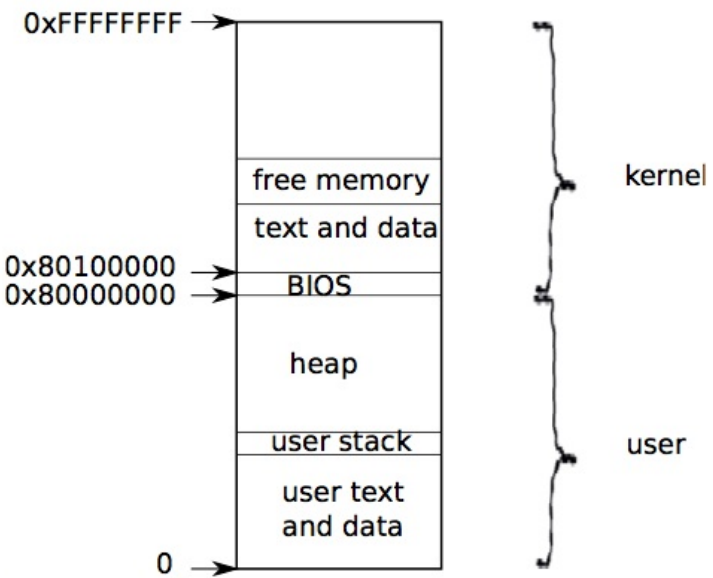 0xFFFFFFFF
free memory
kernel
text and data
0x80100000
BIOS
0x80000000
heap
user stack
user
user text
and data
0